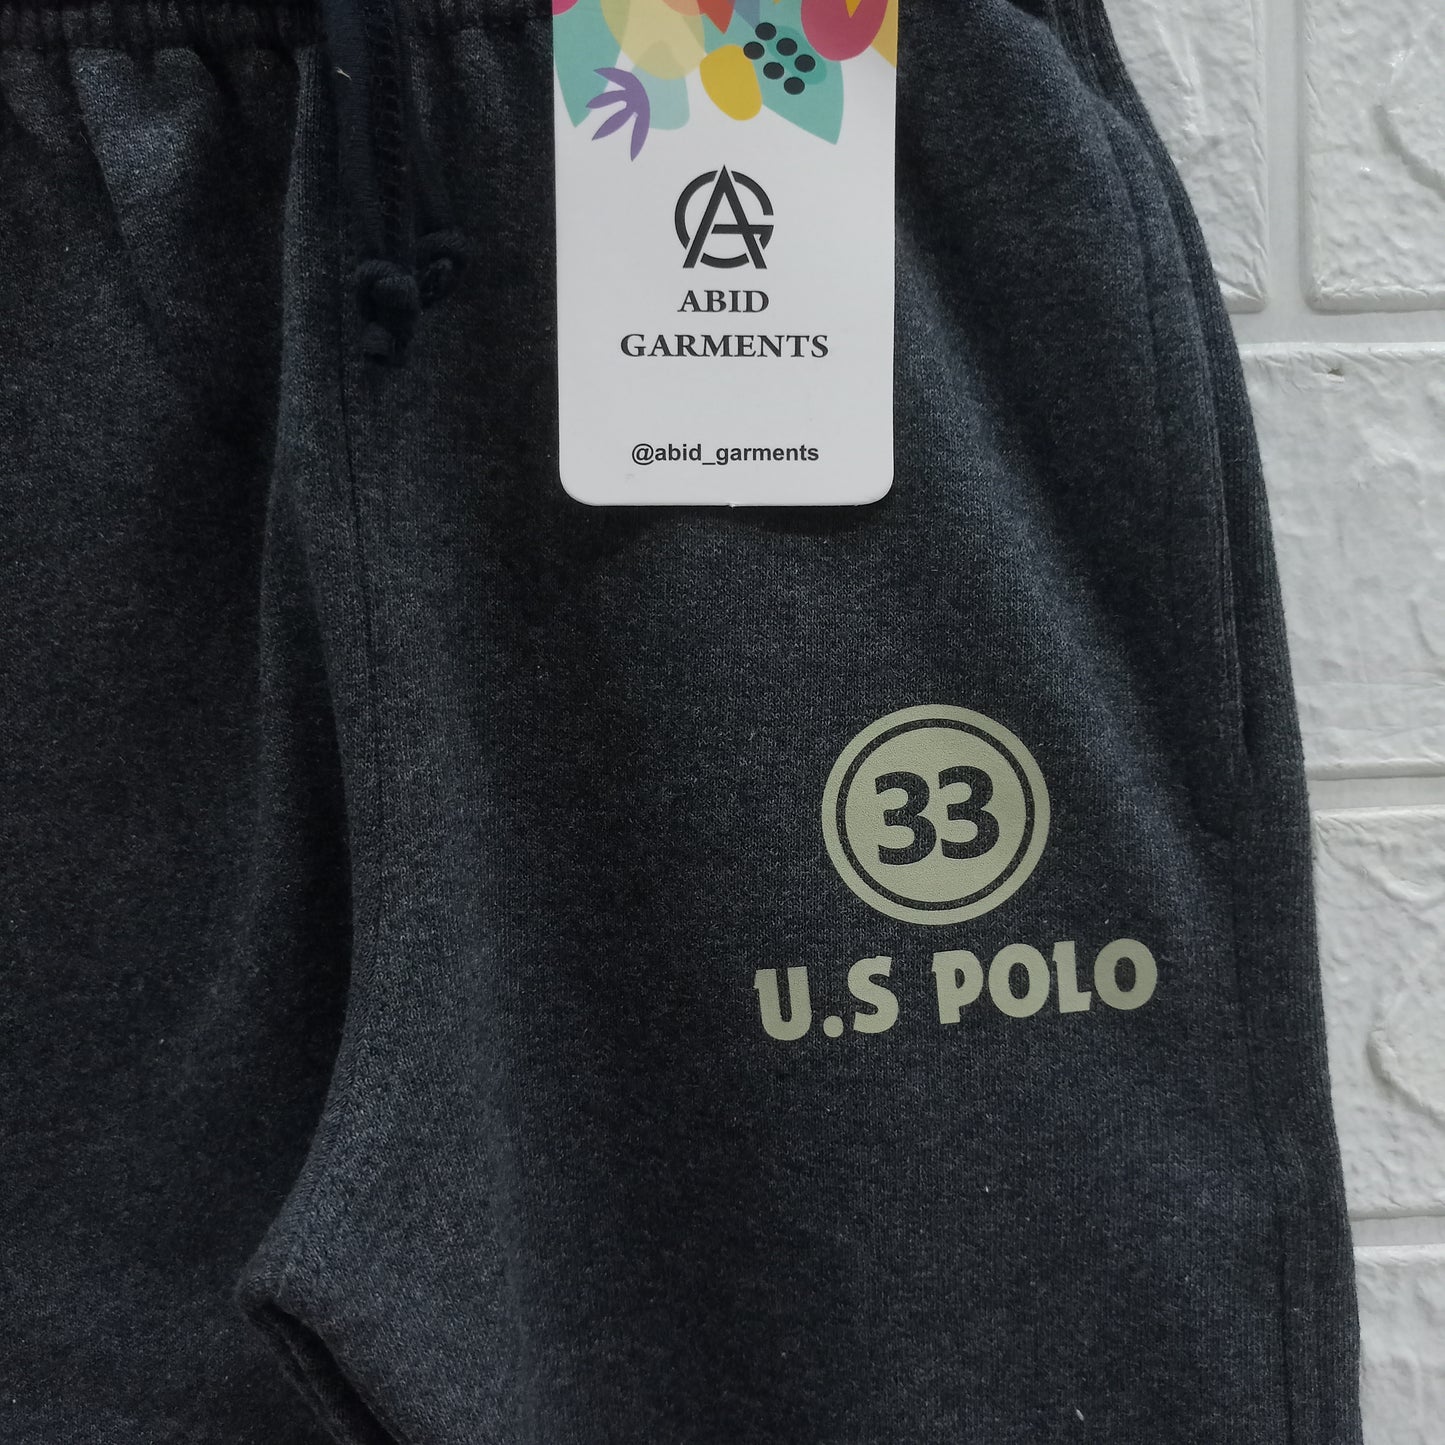 ABID
GARMENTS
@abid_garments
33
U.S POLO